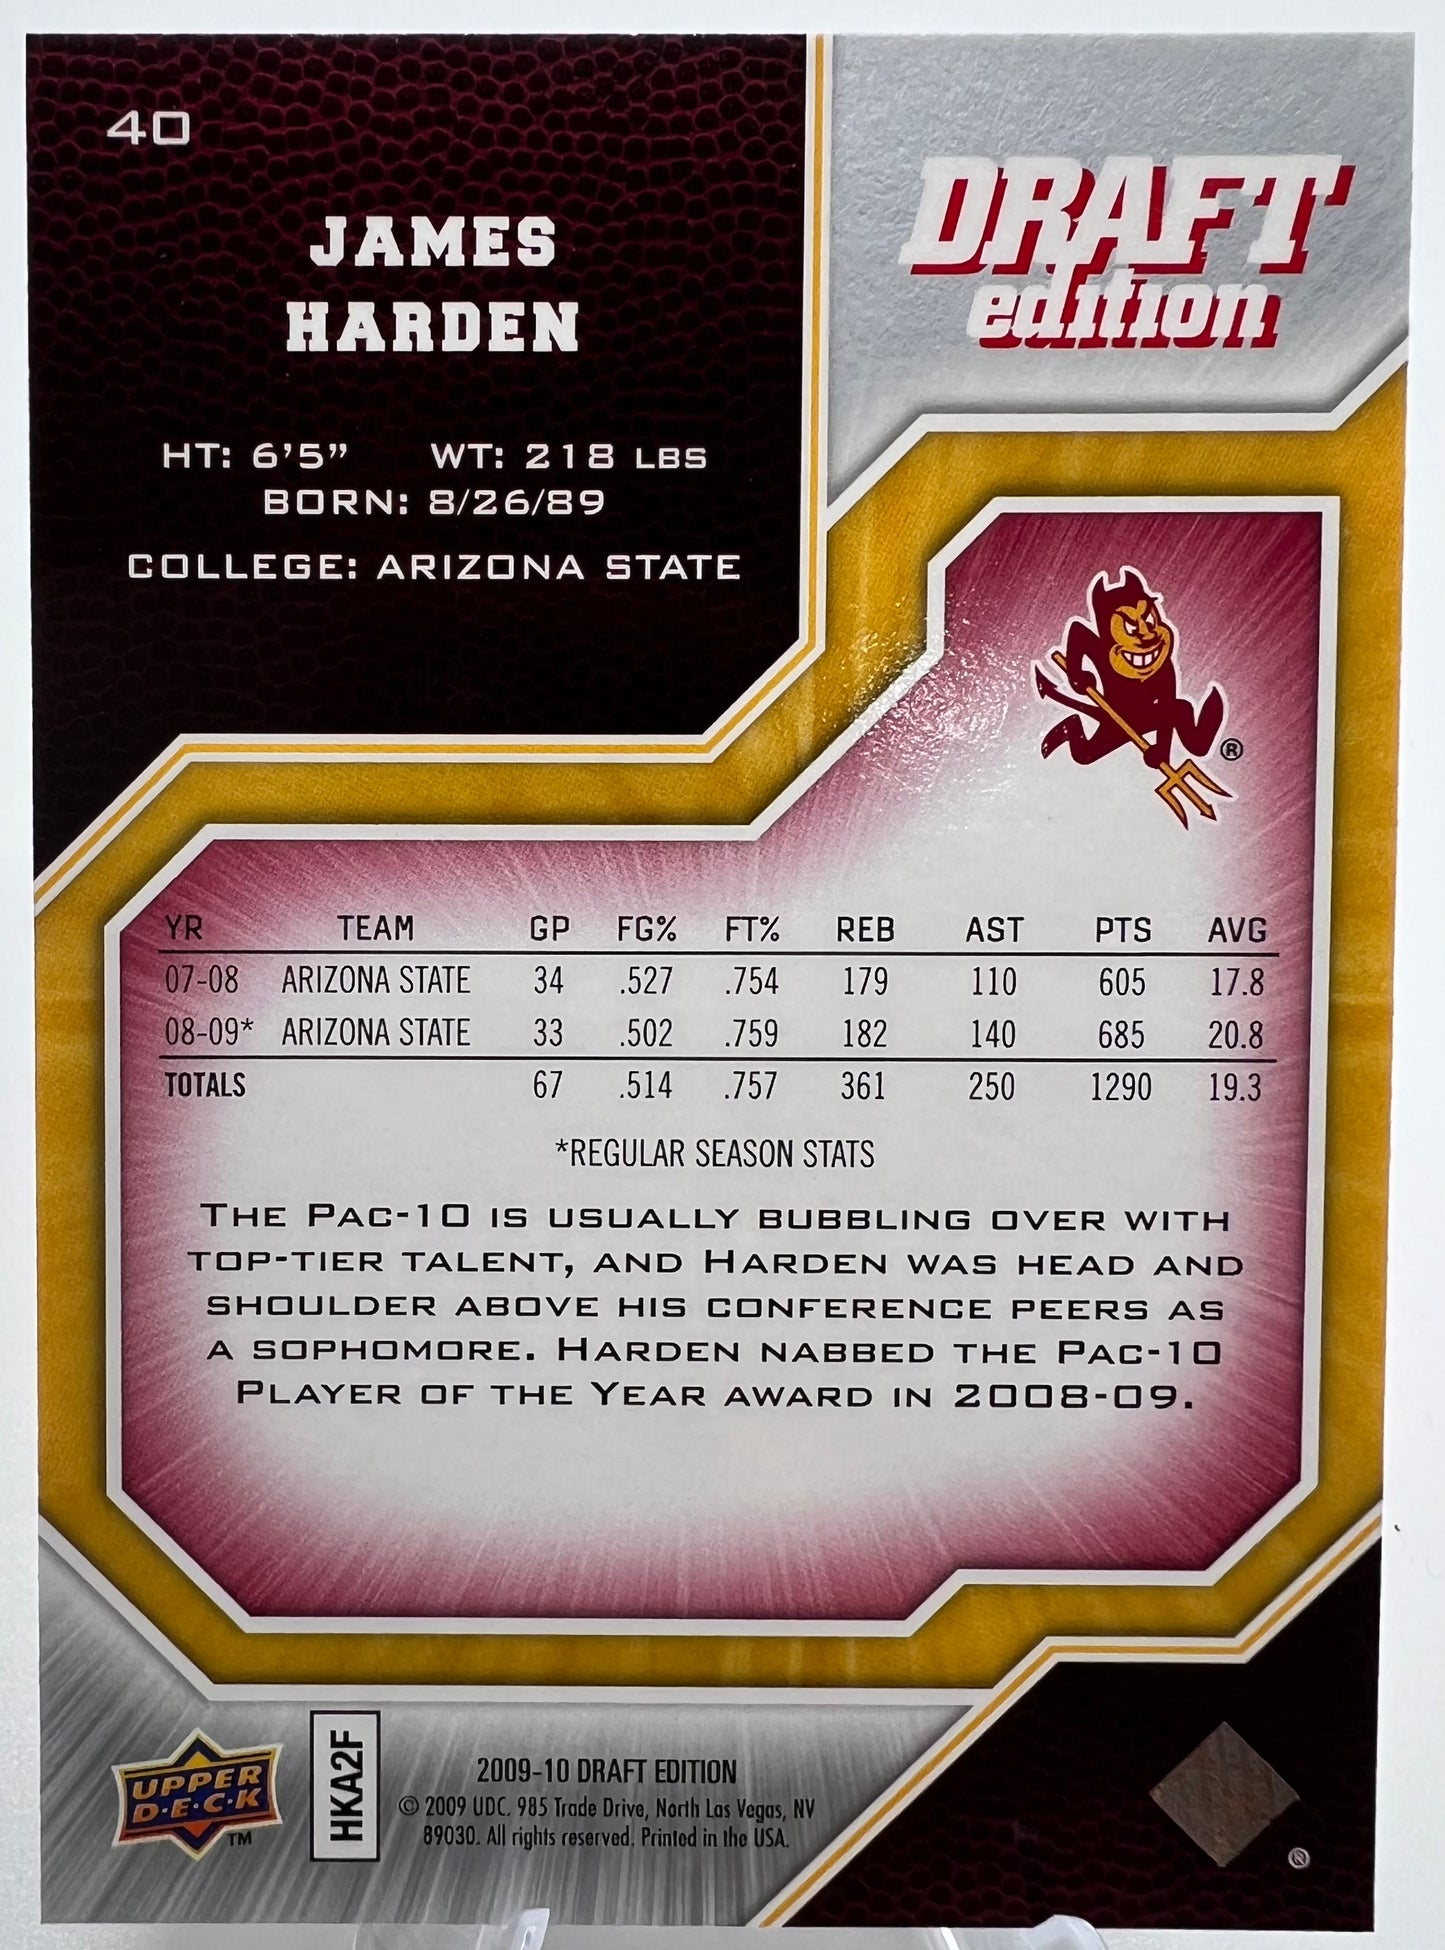 40
DRAFT
edition
JAMES
HARDEN
HT: 6'5” WT: 218 LBS
BORN: 8/26/89
COLLEGE: ARIZONA STATE
®
YR TEAM GP FG% FT% REB AST PTS AVG
07-08 ARIZONA STATE 34 .527 .754 179 110 605 17.8
08-09* ARIZONA STATE 33 .502 .759 182 140 685 20.8
TOTALS 67 .514 .757 361 250 1290 19.3
*REGULAR SEASON STATS
THE PAC-10 IS USUALLY BUBBLING OVER WITH
TOP-TIER TALENT, AND HARDEN WAS HEAD AND
SHOULDER ABOVE HIS CONFERENCE PEERS AS
A SOPHOMORE. HARDEN NABBED THE PAC-10
PLAYER OF THE YEAR AWARD IN 2008-09.
UPPER
D·E·C·K
TM
HKA2F
2009-10 DRAFT EDITION
© 2009 UDC. 985 Trade Drive, North Las Vegas, NV
89030. All rights reserved. Printed in the USA.
®